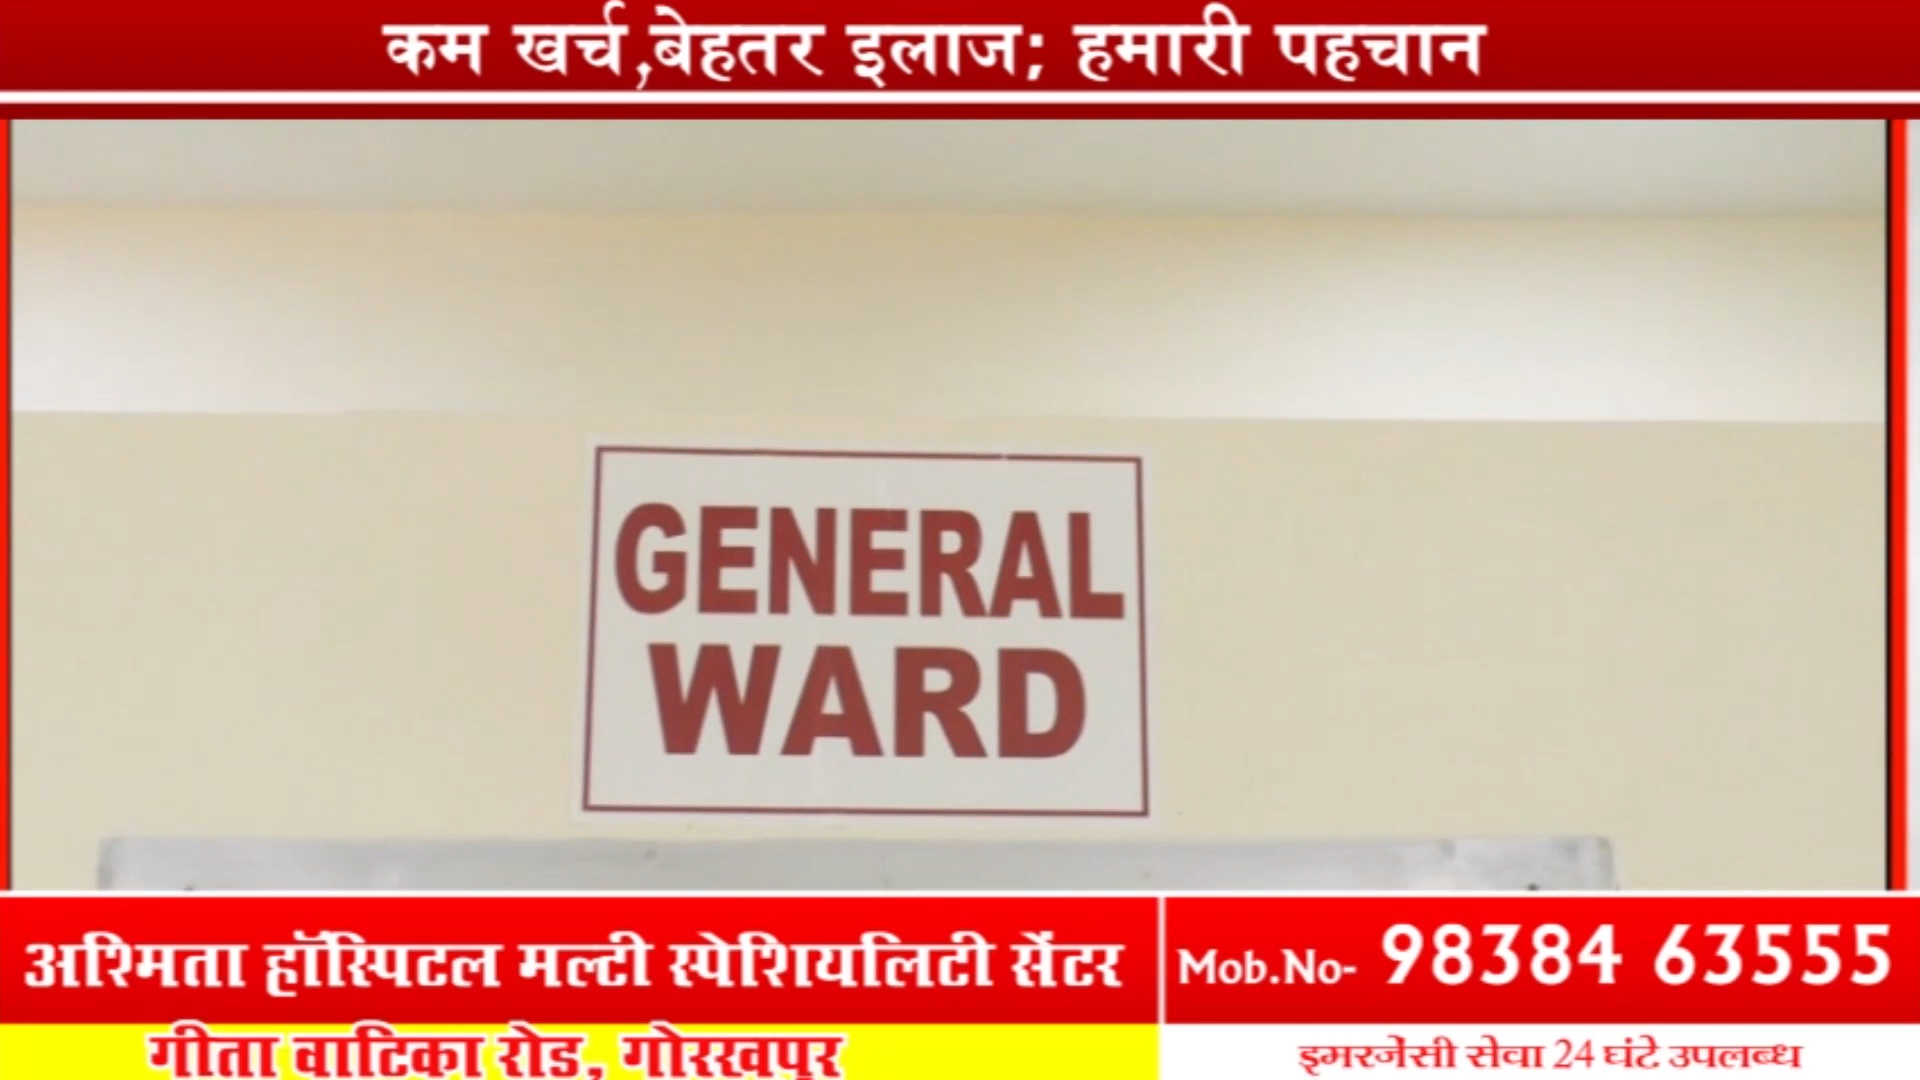 कम खर्च,बेहतर इलाज; हमारी पहचान
GENERAL
WARD
अश्मिता हॉस्पिटल मल्टी स्पेशियलिटी सेंटर
Mob.No- 98384 63555
गीता वाटिका रोड, गोरखपुर
इमरजेंसी सेवा 24 घंटे उपलब्ध